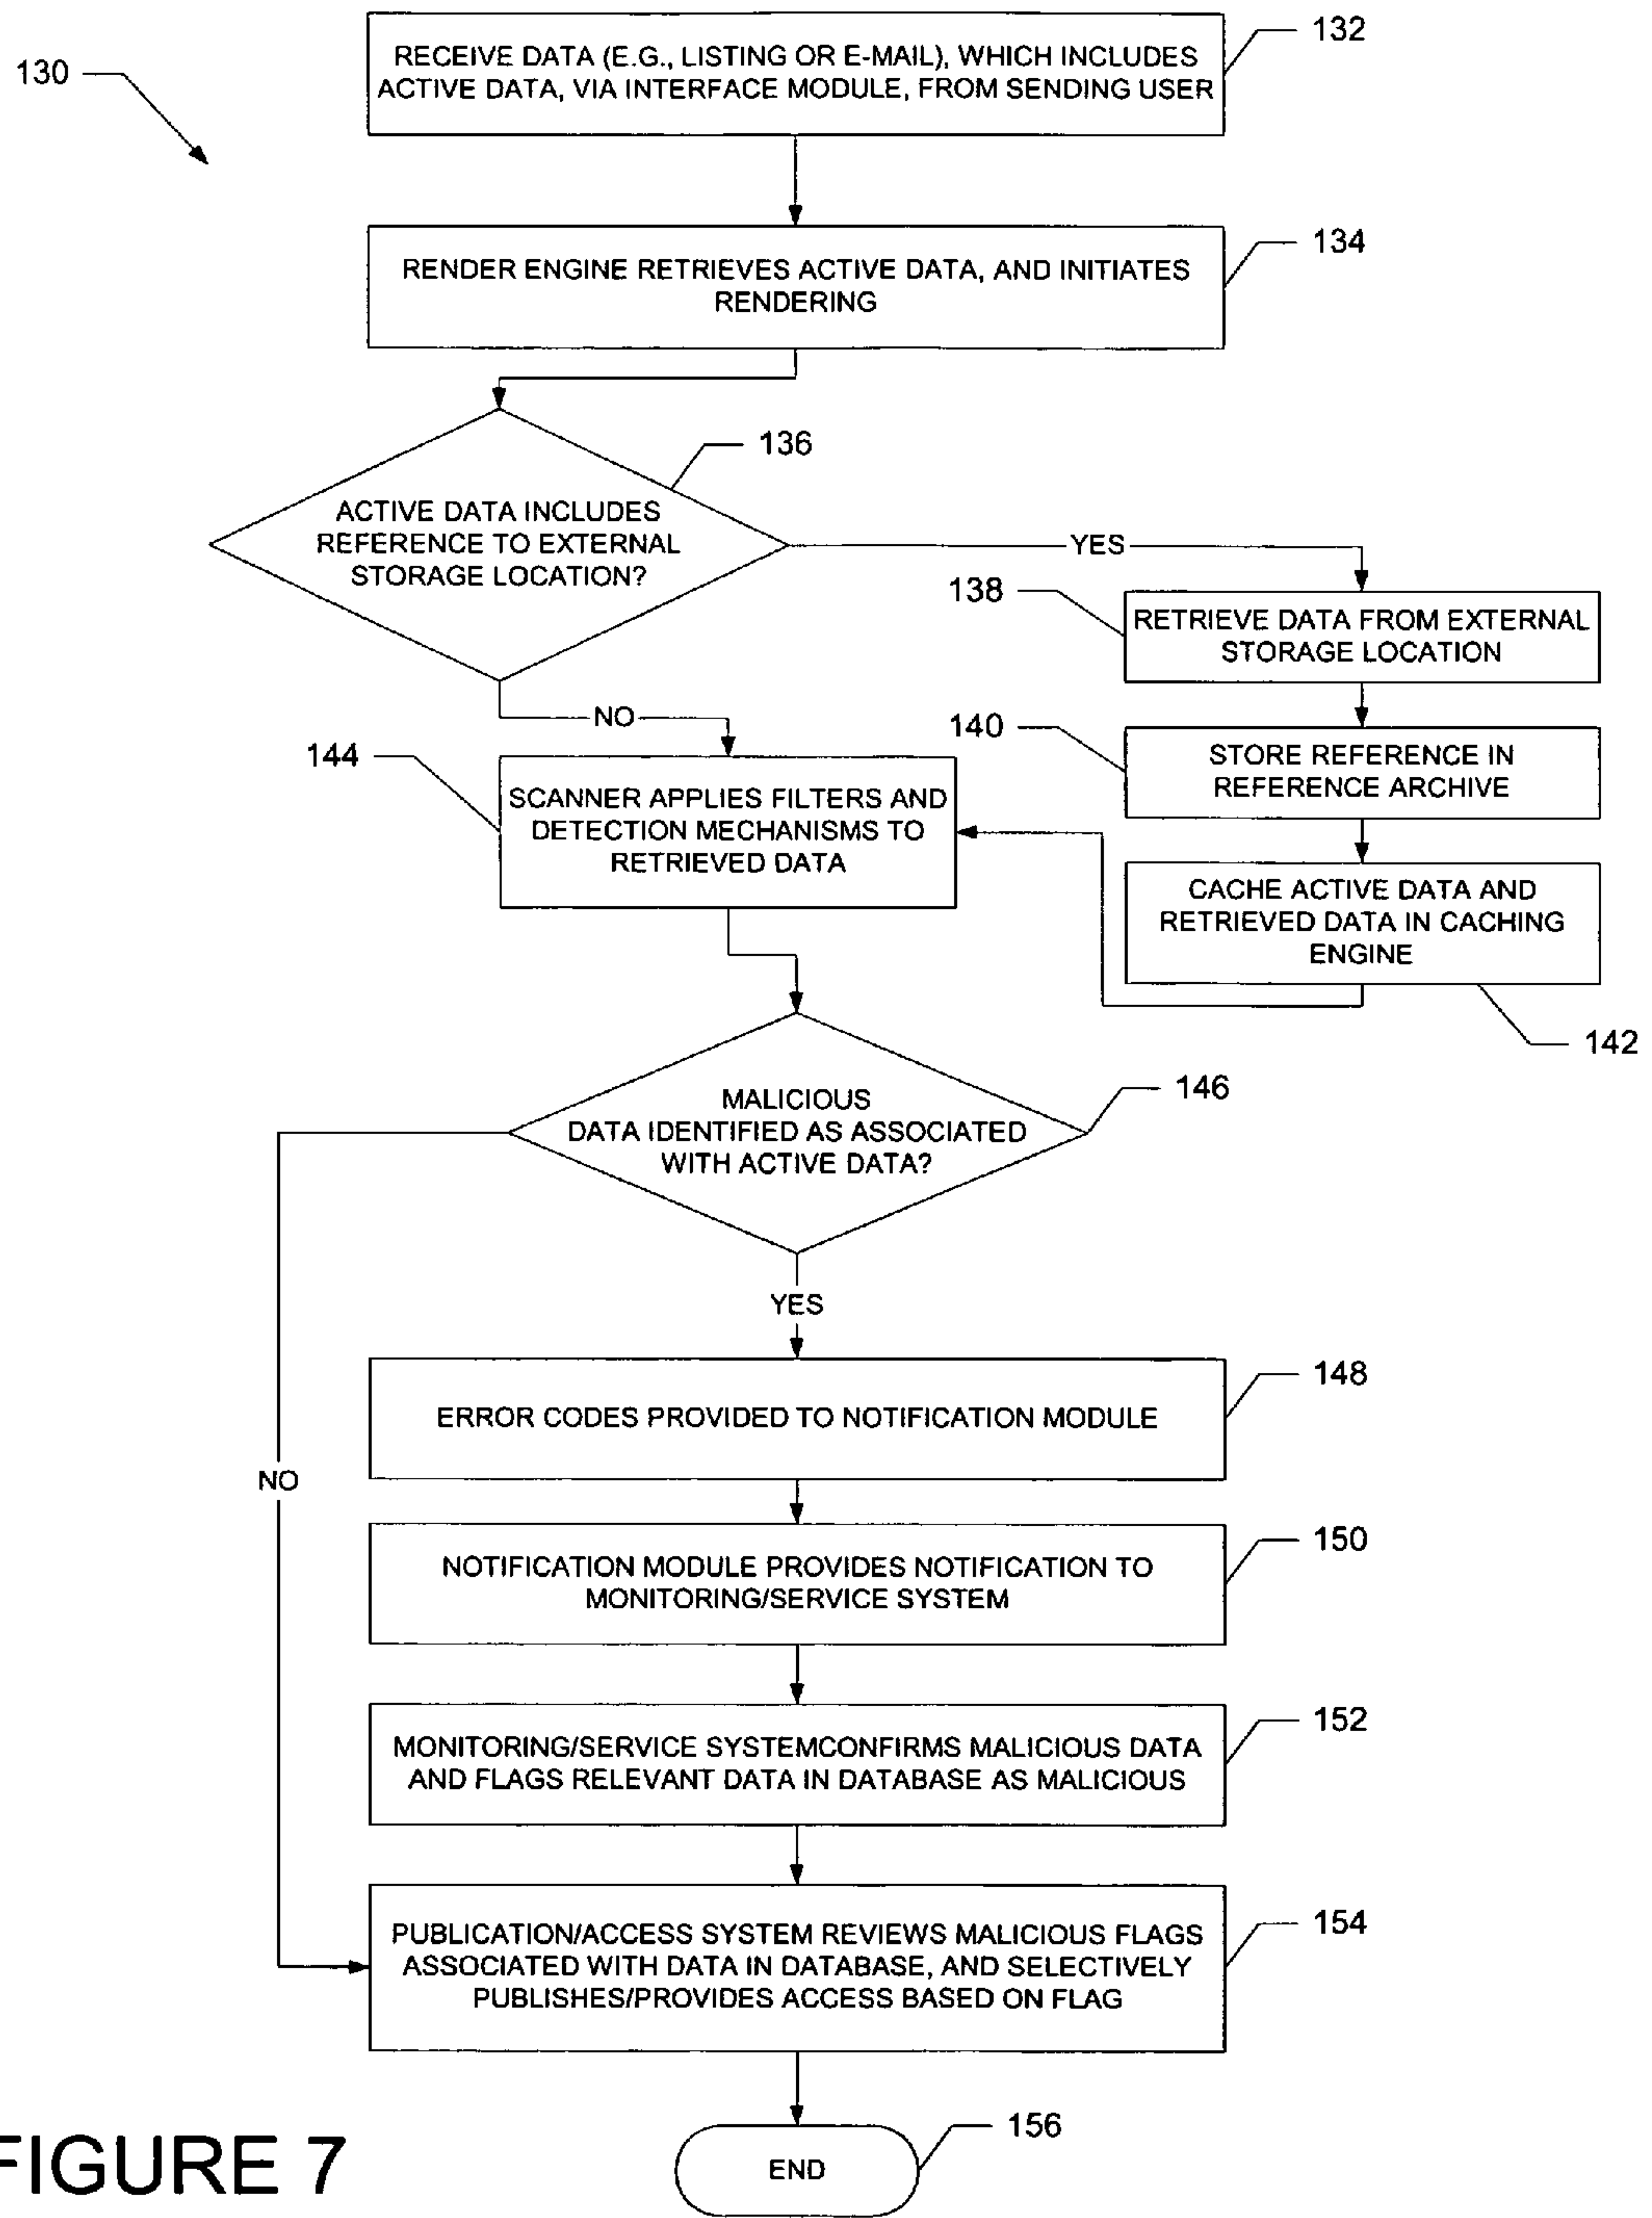 130
132
RECEIVE DATA (E.G., LISTING OR E-MAIL), WHICH INCLUDES
ACTIVE DATA, VIA INTERFACE MODULE, FROM SENDING USER
134
RENDER ENGINE RETRIEVES ACTIVE DATA, AND INITIATES
RENDERING
136
ACTIVE DATA INCLUDES
REFERENCE TO EXTERNAL
STORAGE LOCATION?
YES
138
RETRIEVE DATA FROM EXTERNAL
STORAGE LOCATION
140
STORE REFERENCE IN
REFERENCE ARCHIVE
CACHE ACTIVE DATA AND
RETRIEVED DATA IN CACHING
ENGINE
142
NO
144
SCANNER APPLIES FILTERS AND
DETECTION MECHANISMS TO
RETRIEVED DATA
146
MALICIOUS
DATA IDENTIFIED AS ASSOCIATED
WITH ACTIVE DATA?
YES
NO
148
ERROR CODES PROVIDED TO NOTIFICATION MODULE
150
NOTIFICATION MODULE PROVIDES NOTIFICATION TO
MONITORING/SERVICE SYSTEM
152
MONITORING/SERVICE SYSTEMCONFIRMS MALICIOUS DATA
AND FLAGS RELEVANT DATA IN DATABASE AS MALICIOUS
154
PUBLICATION/ACCESS SYSTEM REVIEWS MALICIOUS FLAGS
ASSOCIATED WITH DATA IN DATABASE, AND SELECTIVELY
PUBLISHES/PROVIDES ACCESS BASED ON FLAG
156
END
FIGURE 7